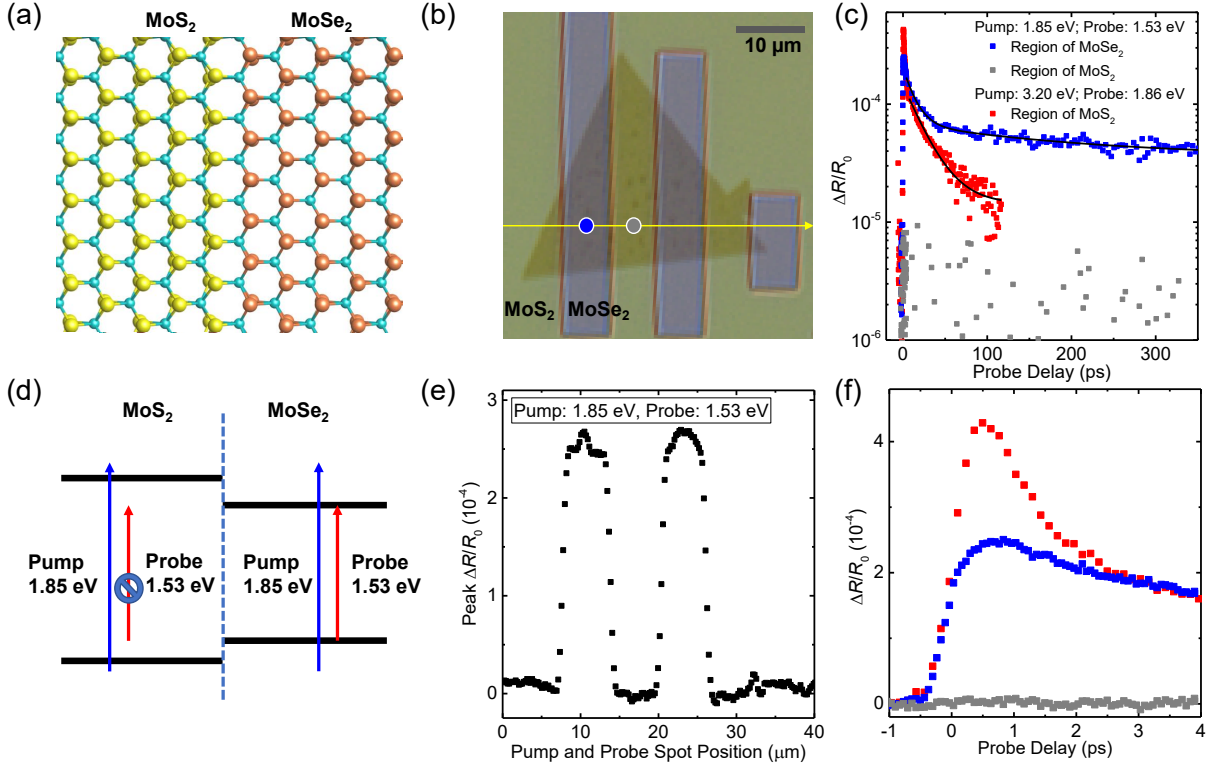 (a)
MoS2 MoSe2
(b)
10 µm
MoS2 MoSe2
(c)
Pump: 1.85 eV; Probe: 1.53 eV
Region of MoSe2
Region of MoS2
Pump: 3.20 eV; Probe: 1.86 eV
Region of MoS2
10-4
10-5
10-6
ΔR/R0
0 100 200 300
Probe Delay (ps)
(d)
MoS2 MoSe2
Pump Probe Pump Probe
1.85 eV 1.53 eV 1.85 eV 1.53 eV
(e)
Pump: 1.85 eV, Probe: 1.53 eV
3
2
1
0
Peak ΔR/R0 (10-4)
0 10 20 30 40
Pump and Probe Spot Position (µm)
(f)
4
2
0
ΔR/R0 (10-4)
-1 0 1 2 3 4
Probe Delay (ps)